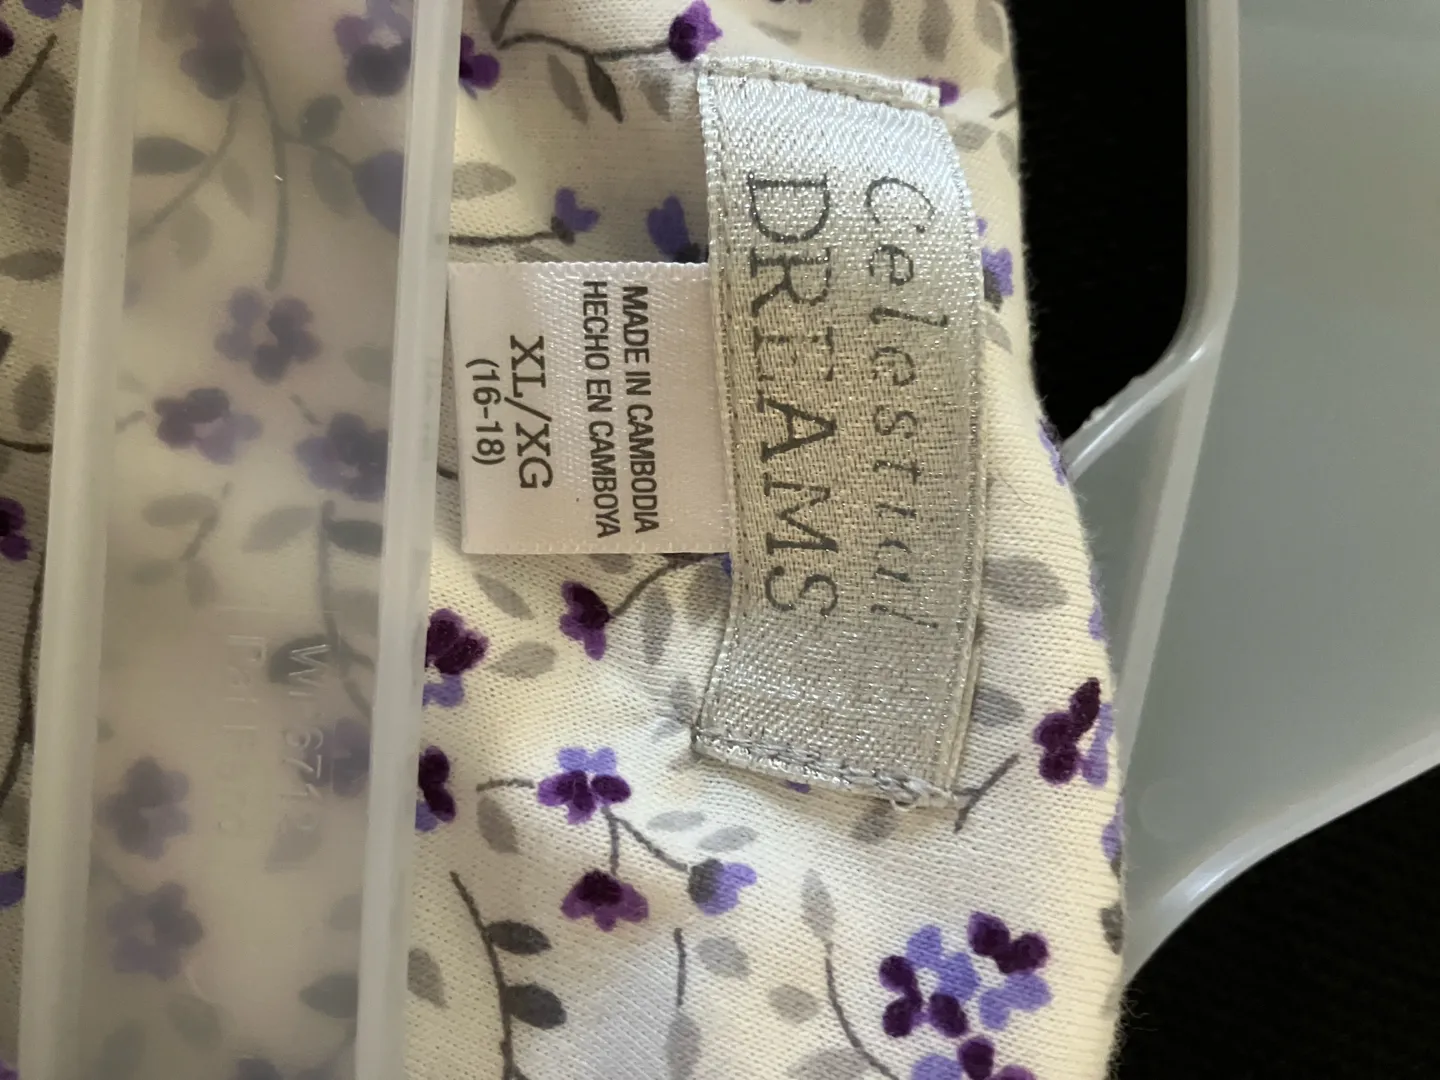 Celestial
DREAMS
MADE IN CAMBODIA
HECHO EN CAMBOYA
XL/XG
(16-18)